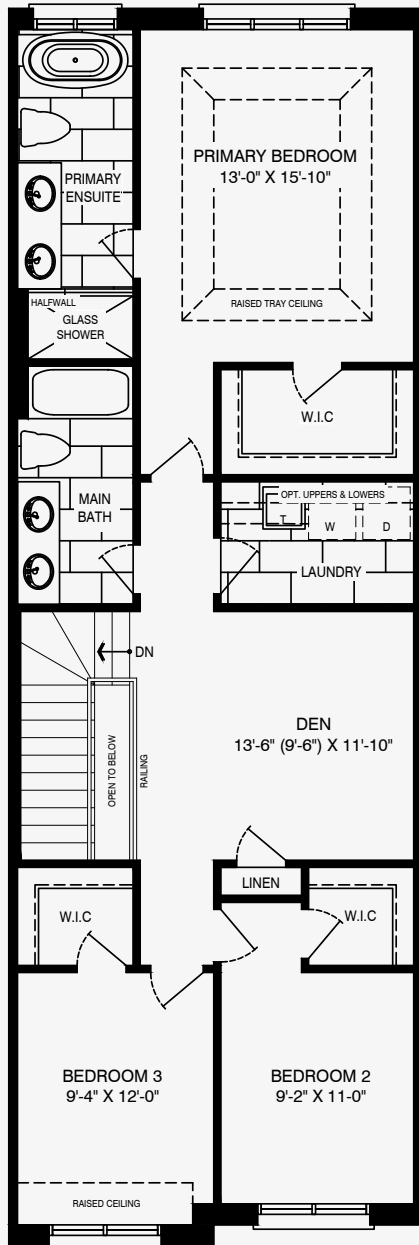 PRIMARY BEDROOM
13'-0" X 15'-10"
PRIMARY
ENSUITE
RAISED TRAY CEILING
HALFWALL
GLASS
SHOWER
W.I.C
MAIN
BATH
OPT. UPPERS & LOWERS
T
W
D
LAUNDRY
DN
OPEN TO BELOW
RAILING
DEN
13'-6" (9'-6") X 11'-10"
LINEN
W.I.C
W.I.C
BEDROOM 3
9'-4" X 12'-0"
BEDROOM 2
9'-2" X 11-0"
RAISED CEILING